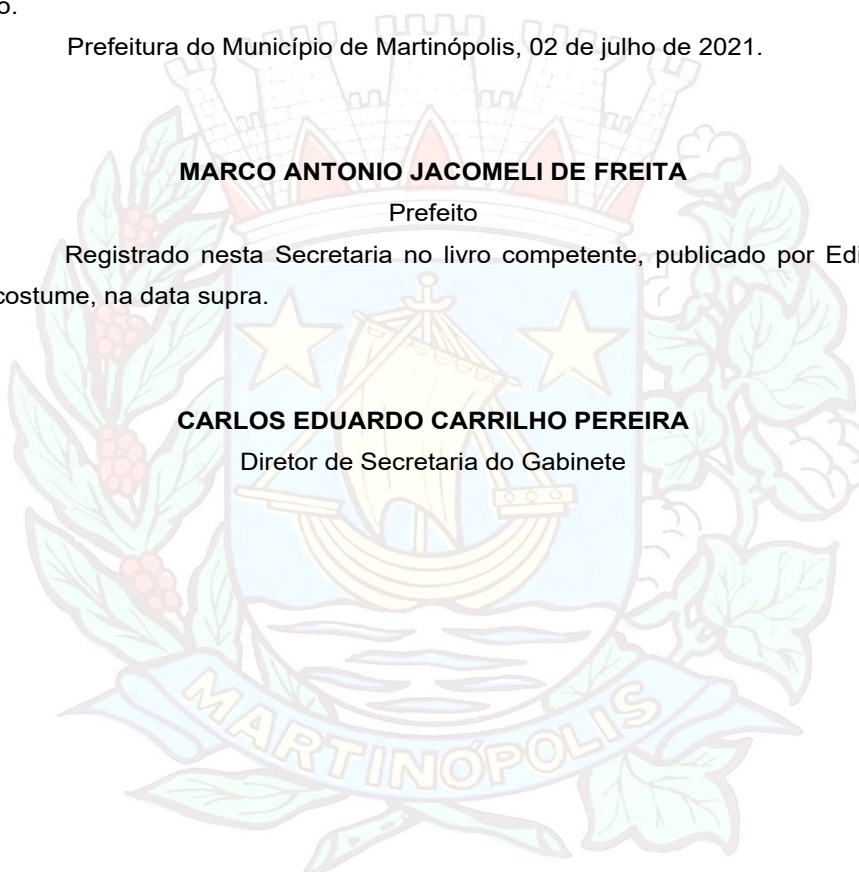 o.
Prefeitura do Município de Martinópolis, 02 de julho de 2021.
MARCO ANTONIO JACOMELI DE FREITA
Prefeito
Registrado nesta Secretaria no livro competente, publicado por Edi
costume, na data supra.
CARLOS EDUARDO CARRILHO PEREIRA
Diretor de Secretaria do Gabinete
MARTINÓPOLIS